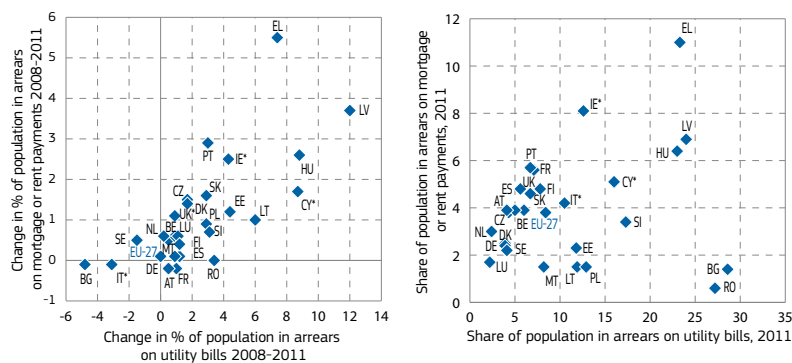 Change in % of population in arrears
on mortgage or rent payments 2008-2011
6
5
4
3
2
1
0
-1
-6 -4 -2 0 2 4 6 8 10 12 14
EL
LV
PT
IE*
HU
CZ
SK
CY*
UK*
DK
PL
EE
LT
NL
BE
LU
SI
SE
EU-27
MT
FI
ES
BG
IT*
DE
AT
FR
RO
Change in % of population in arrears
on utility bills 2008-2011
Share of population in arrears on mortgage
or rent payments, 2011
12
10
8
6
4
2
0
0 5 10 15 20 25 30 35
EL
IE*
LV
HU
PT
FR
ES
UK
FI
CY*
AT
SK
IT*
CZ
BE
EU-27
SI
NL
DK
DE
SE
EE
LU
MT
LT
PL
BG
RO
Share of population in arrears on utility bills, 2011